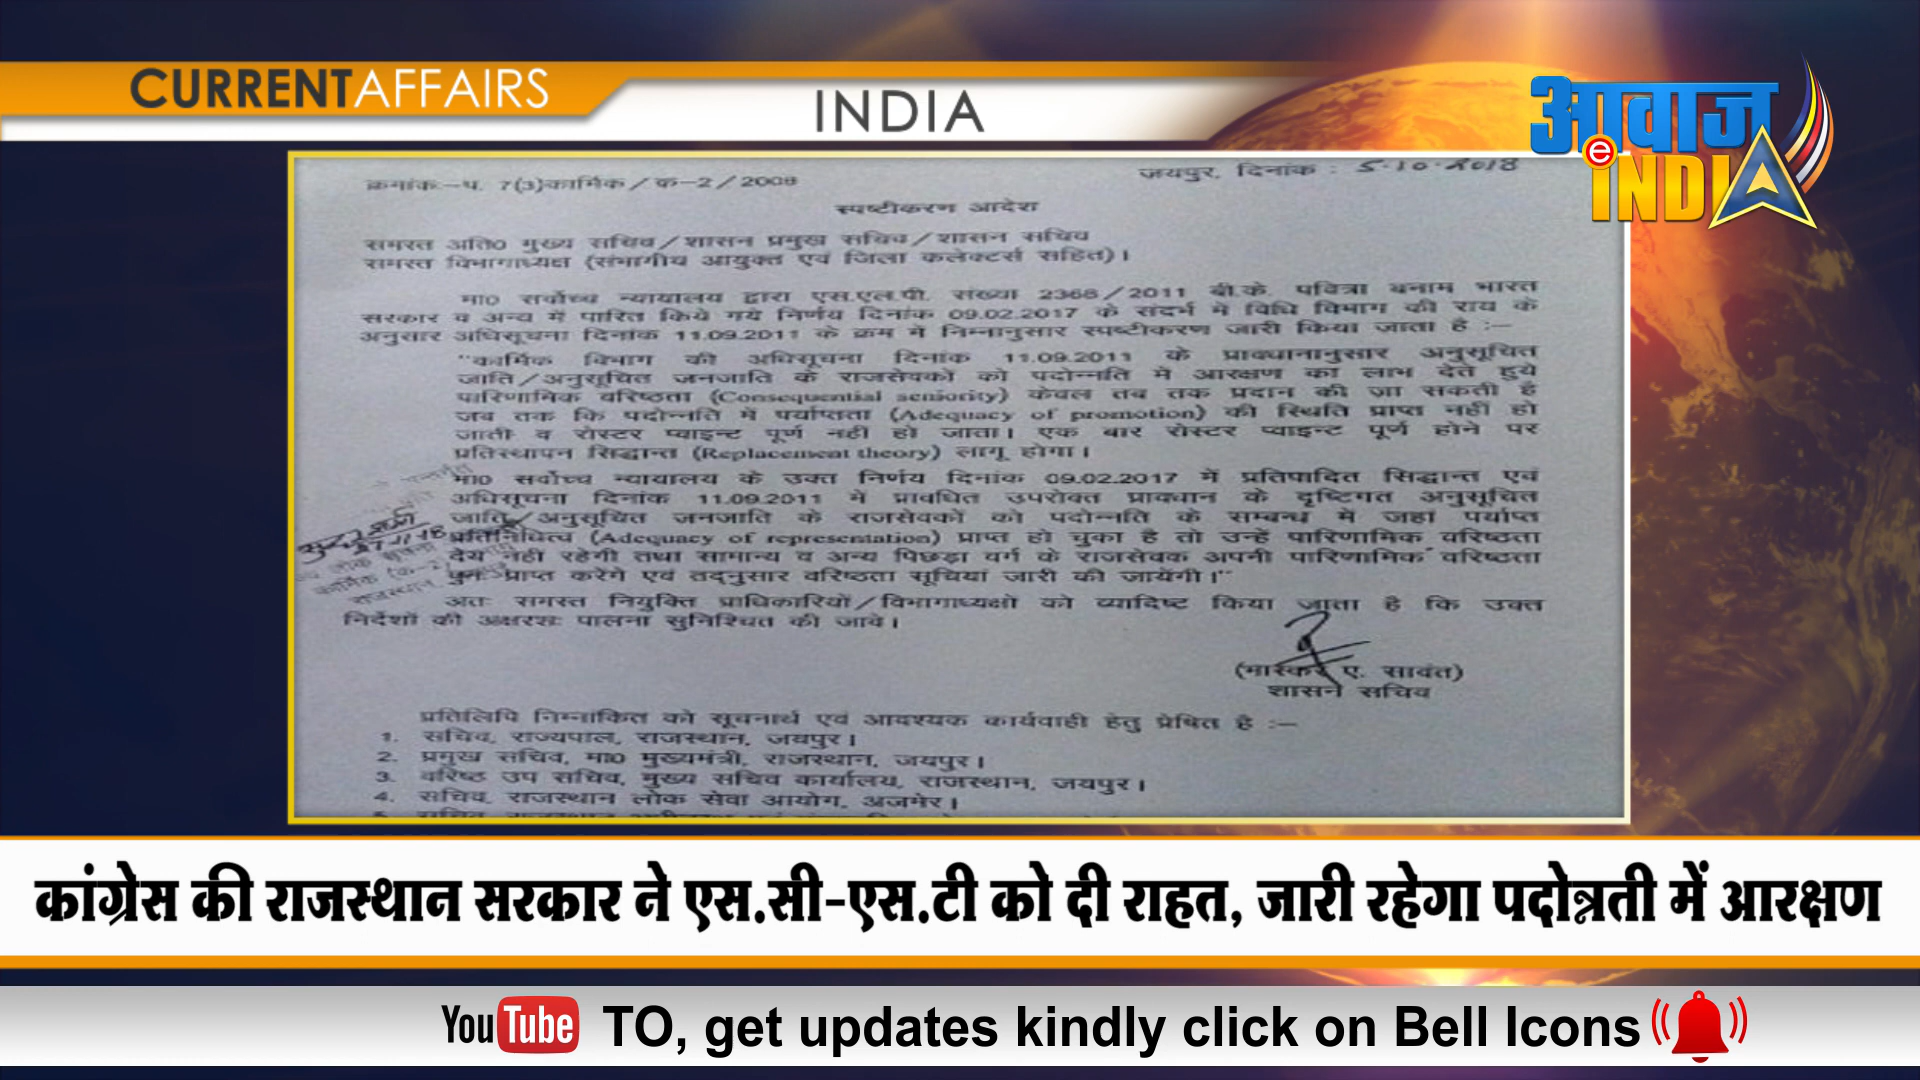 CURRENTAFFAIRS
INDIA
आवाज
e INDIA
क्रमांकः–प. 7(3)कार्मिक/क–2/2008
जयपुर, दिनांक : 5.10.2018
स्पष्टीकरण आदेश
समस्त अति० मुख्य सचिव/शासन प्रमुख सचिव/शासन सचिव
समस्त विभागाध्यक्ष (संभागीय आयुक्त एवं जिला कलेक्टर्स सहित)।
मा० सर्वोच्च न्यायालय द्वारा एस.एल.पी. संख्या 2368/2011 बी.के. पवित्रा बनाम भारत
सरकार व अन्य में पारित किये गये निर्णय दिनांक 09.02.2017 के संदर्भ में विधि विभाग की राय के
अनुसार अधिसूचना दिनांक 11.09.2011 के क्रम में निम्नानुसार स्पष्टीकरण जारी किया जाता है :–
"कार्मिक विभाग की अधिसूचना दिनांक 11.09.2011 के प्रावधानानुसार अनुसूचित
जाति/अनुसूचित जनजाति के राजसेवकों को पदोन्नति में आरक्षण का लाभ देते हुये
पारिणामिक वरिष्ठता (Consequential seniority) केवल तब तक प्रदान की जा सकती है
जब तक कि पदोन्नति में पर्याप्तता (Adequacy of promotion) की स्थिति प्राप्त नहीं हो
जाती व रोस्टर प्वाइन्ट पूर्ण नहीं हो जाता। एक बार रोस्टर प्वाइन्ट पूर्ण होने पर
प्रतिस्थापन सिद्धान्त (Replacement theory) लागू होगा।
मा० सर्वोच्च न्यायालय के उक्त निर्णय दिनांक 09.02.2017 में प्रतिपादित सिद्धान्त एवं
अधिसूचना दिनांक 11.09.2011 में प्रावधित उपरोक्त प्रावधान के दृष्टिगत अनुसूचित
जाति/अनुसूचित जनजाति के राजसेवकों को पदोन्नति के सम्बन्ध में जहां पर्याप्त
प्रतिनिधित्व (Adequacy of representation) प्राप्त हो चुका है तो उन्हें पारिणामिक वरिष्ठता
देय नहीं रहेगी तथा सामान्य व अन्य पिछड़ा वर्ग के राजसेवक अपनी पारिणामिक वरिष्ठता
पुनः प्राप्त करेंगे एवं तद्नुसार वरिष्ठता सूचियां जारी की जायेंगी।"
अतः समस्त नियुक्ति प्राधिकारियों/विभागाध्यक्षों को व्यादिष्ट किया जाता है कि उक्त
निर्देशों की अक्षरशः पालना सुनिश्चित की जावे।
(भास्कर ए. सावंत)
शासन सचिव
प्रतिलिपि निम्नांकित को सूचनार्थ एवं आवश्यक कार्यवाही हेतु प्रेषित है :–
1. सचिव, राज्यपाल, राजस्थान, जयपुर।
2. प्रमुख सचिव, मा० मुख्यमंत्री, राजस्थान, जयपुर।
3. वरिष्ठ उप सचिव, मुख्य सचिव कार्यालय, राजस्थान, जयपुर।
4. सचिव, राजस्थान लोक सेवा आयोग, अजमेर।
कांग्रेस की राजस्थान सरकार ने एस.सी-एस.टी को दी राहत, जारी रहेगा पदोन्नती में आरक्षण
YouTube TO, get updates kindly click on Bell Icons